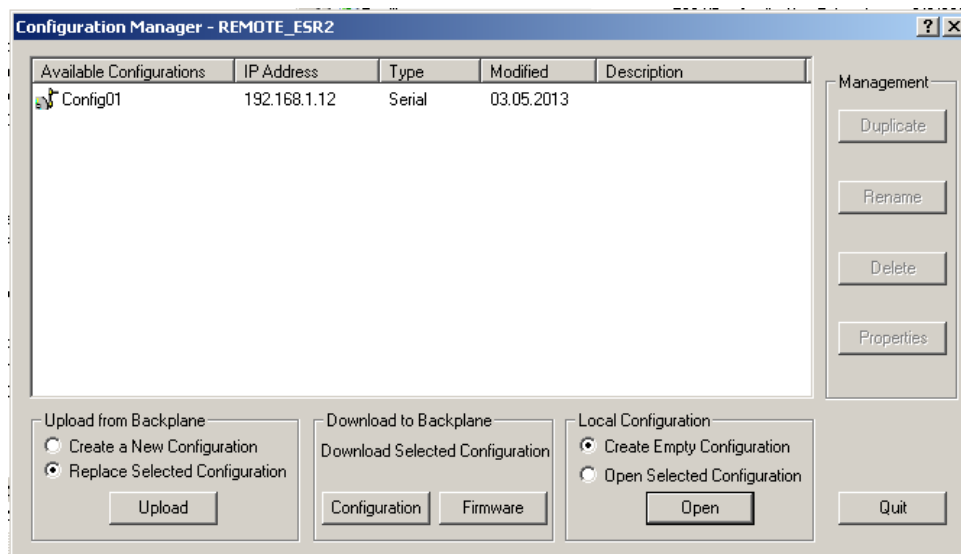 Configuration Manager - REMOTE_ESR2
Available Configurations IP Address Type Modified Description
Config01 192.168.1.12 Serial 03.05.2013
Management
Duplicate
Rename
Delete
Properties
Upload from Backplane
Create a New Configuration
Replace Selected Configuration
Upload
Download to Backplane
Download Selected Configuration
Configuration Firmware
Local Configuration
Create Empty Configuration
Open Selected Configuration
Open
Quit